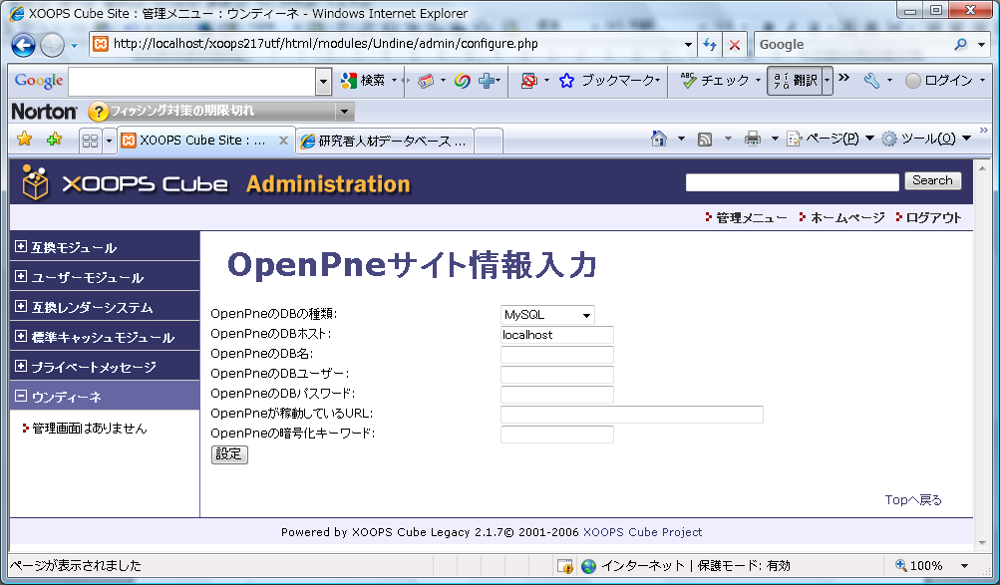 XOOPS Cube Site : 管理メニュー : ウンディーネ - Windows Internet Explorer
http://localhost/xoops217utf/html/modules/Undine/admin/configure.php
Google
Google 検索 ブックマーク ABC チェック 翻訳 ログイン
Norton フィッシング対策の期限切れ
XOOPS Cube Site : ... 研究者人材データベース ... ページ(P) ツール(O)
XOOPS Cube Administration Search
管理メニュー ホームページ ログアウト
互換モジュール
ユーザーモジュール
互換レンダーシステム
標準キャッシュモジュール
プライベートメッセージ
ウンディーネ
管理画面はありません
OpenPneサイト情報入力
OpenPneのDBの種類: MySQL
OpenPneのDBホスト: localhost
OpenPneのDB名:
OpenPneのDBユーザー:
OpenPneのDBパスワード:
OpenPneが稼動しているURL:
OpenPneの暗号化キーワード:
設定
Topへ戻る
Powered by XOOPS Cube Legacy 2.1.7© 2001-2006 XOOPS Cube Project
ページが表示されました インターネット | 保護モード: 有効 100%